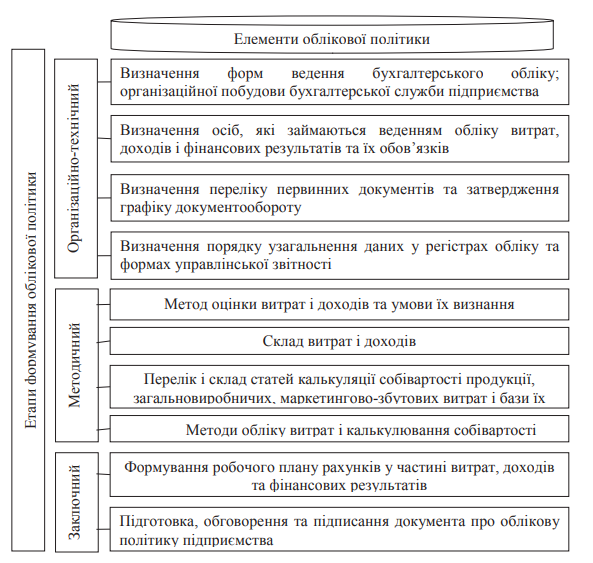 Елементи облікової політики
Етапи формування облікової політики
Організаційно-технічний
Визначення форм ведення бухгалтерського обліку;
організаційної побудови бухгалтерської служби підприємства
Визначення осіб, які займаються веденням обліку витрат,
доходів і фінансових результатів та їх обов’язків
Визначення переліку первинних документів та затвердження
графіку документообороту
Визначення порядку узагальнення даних у регістрах обліку та
формах управлінської звітності
Методичний
Метод оцінки витрат і доходів та умови їх визнання
Склад витрат і доходів
Перелік і склад статей калькуляції собівартості продукції,
загальновиробничих, маркетингово-збутових витрат і бази їх
Методи обліку витрат і калькулювання собівартості
Заключний
Формування робочого плану рахунків у частині витрат, доходів
та фінансових результатів
Підготовка, обговорення та підписання документа про облікову
політику підприємства